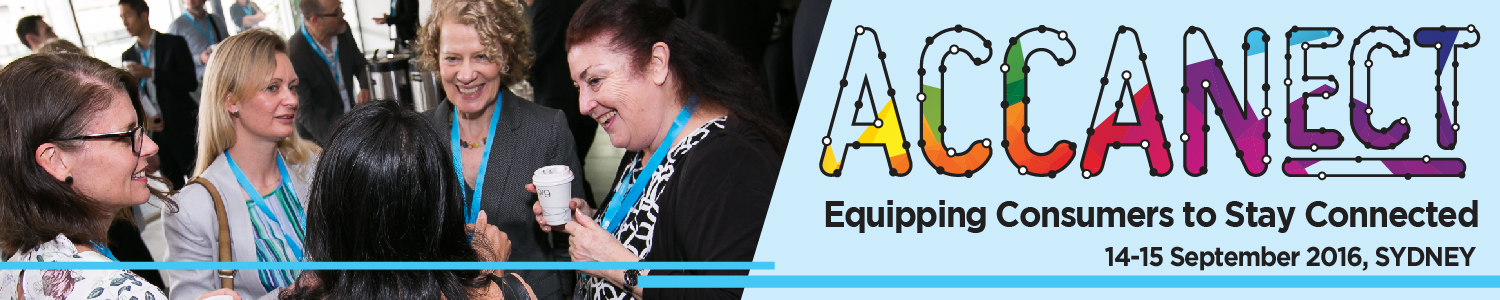 ACCANECT
Equipping Consumers to Stay Connected
14-15 September 2016, SYDNEY